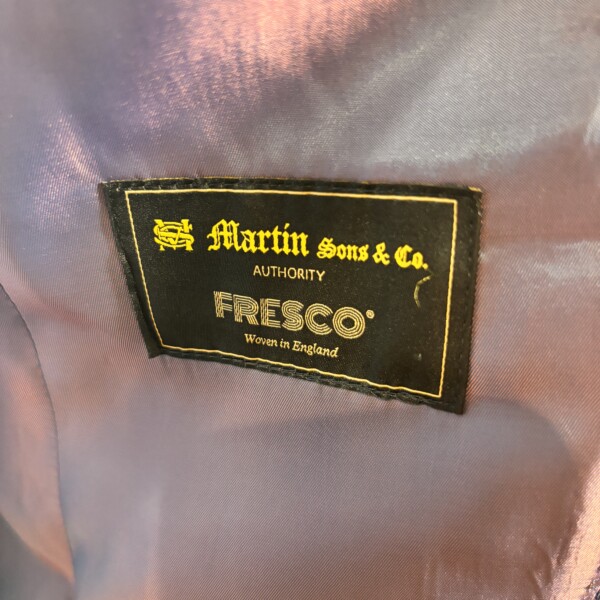 Martin Sons & Co.
AUTHORITY
FRESCO®
Woven in England